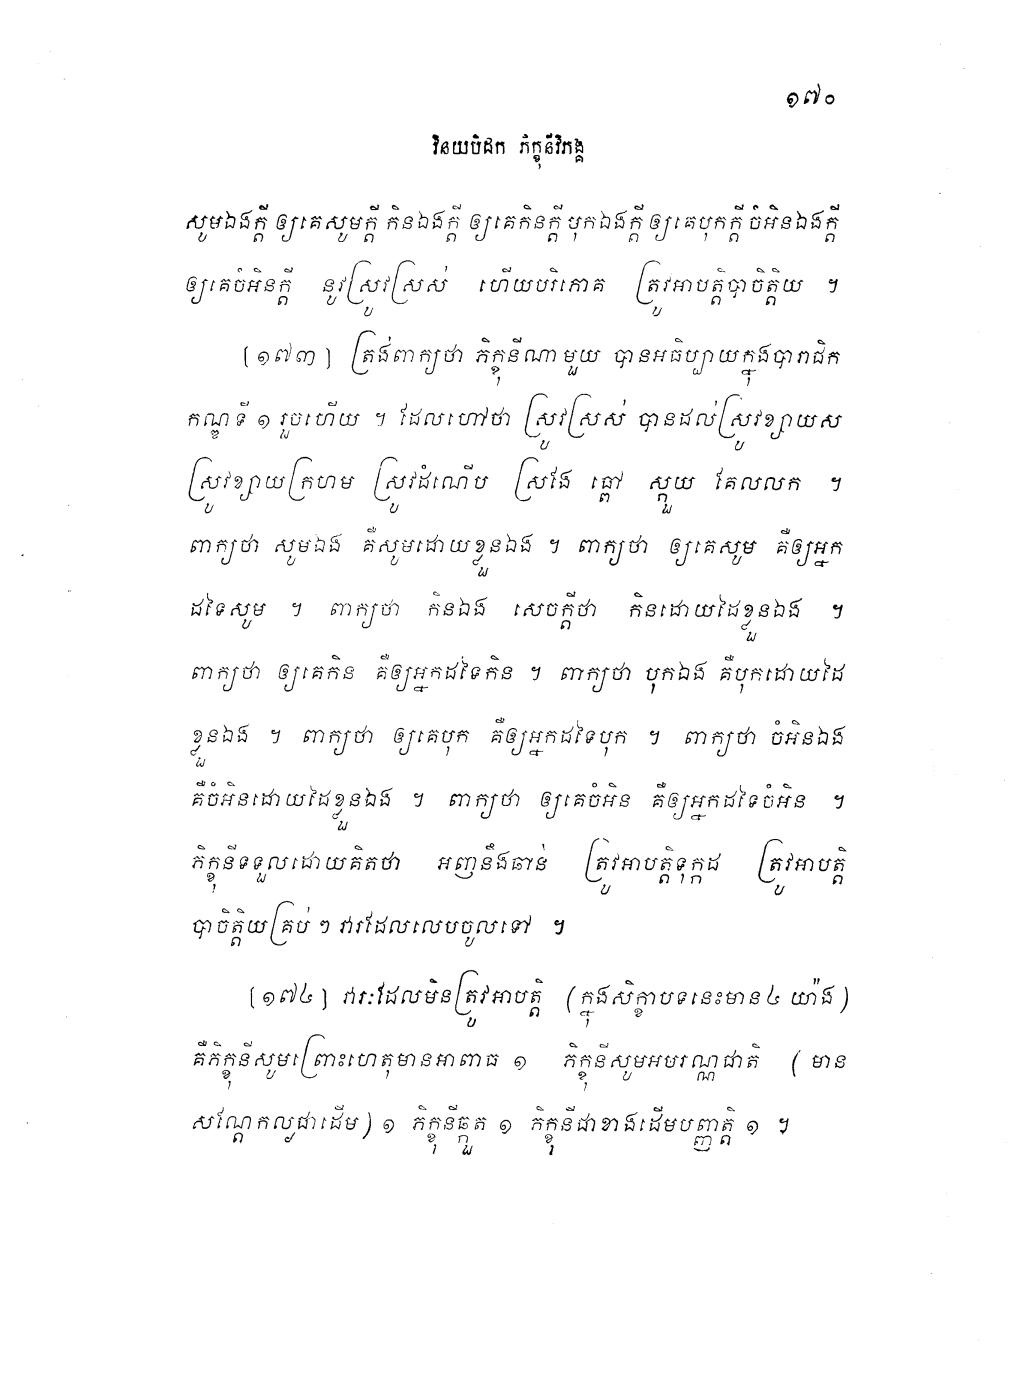 ១៧០
វិនយបិដក ភិក្ខុនីវិភង្គ
សូមឯងក្តី ឲ្យគេសូមក្តី កិនឯងក្តី ឲ្យគេកិនក្តី បុកឯងក្តី ឲ្យគេបុកក្តី ចំអិនឯងក្តី
ឲ្យគេចំអិនក្តី នូវស្រូវស្រស់ ហើយបរិភោគ ត្រូវអាបត្តិបាចិត្តិយ ។
[១៧៣] ត្រង់ពាក្យថា ភិក្ខុនីណាមួយ បានអធិប្បាយក្នុងបារាជិក
កណ្ឌទី ១ រួចហើយ ។ ដែលហៅថា ស្រូវស្រស់ បានដល់ស្រូវខ្សាយស
ស្រូវខ្សាយក្រហម ស្រូវដំណើប ស្រងែ ធ្ពៅ ស្កួយ គែលលក ។
ពាក្យថា សូមឯង គឺសូមដោយខ្លួនឯង ។ ពាក្យថា ឲ្យគេសូម គឺឲ្យអ្នក
ដទៃសូម ។ ពាក្យថា កិនឯង សេចក្តីថា កិនដោយដៃខ្លួនឯង ។
ពាក្យថា ឲ្យគេកិន គឺឲ្យអ្នកដទៃកិន ។ ពាក្យថា បុកឯង គឺបុកដោយដៃ
ខ្លួនឯង ។ ពាក្យថា ឲ្យគេបុក គឺឲ្យអ្នកដទៃបុក ។ ពាក្យថា ចំអិនឯង
គឺចំអិនដោយដៃខ្លួនឯង ។ ពាក្យថា ឲ្យគេចំអិន គឺឲ្យអ្នកដទៃចំអិន ។
ភិក្ខុនីទទួលដោយគិតថា អញនឹងឆាន់ ត្រូវអាបត្តិទុក្កដ ត្រូវអាបត្តិ
បាចិត្តិយគ្រប់ ៗ វារដែលលេបចូលទៅ ។
[១៧៤] វារៈដែលមិនត្រូវអាបត្តិ (ក្នុងសិក្ខាបទនេះមាន៤ យ៉ាង)
គឺភិក្ខុនីសូមព្រោះហេតុមានអាពាធ ១ ភិក្ខុនីសូមអបរណ្ណជាតិ (មាន
សណ្តែកល្ងជាដើម) ១ ភិក្ខុនីឆ្កួត ១ ភិក្ខុនីជាខាងដើមបញ្ញត្តិ ១ ។